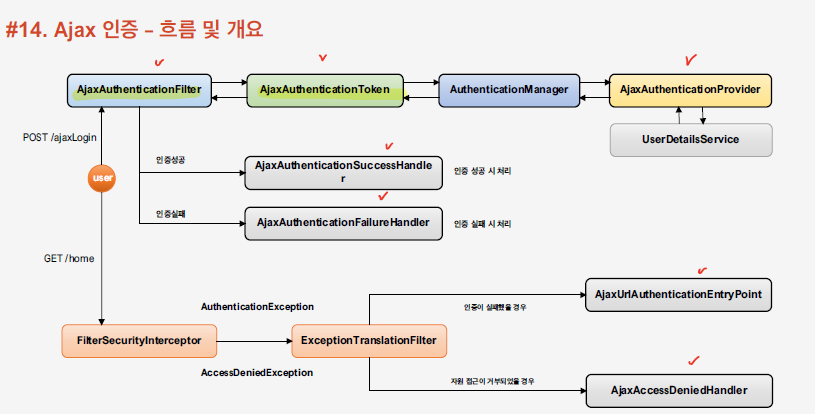 #14. Ajax 인증 – 흐름 및 개요
AjaxAuthenticationFilter
AjaxAuthenticationToken
AuthenticationManager
AjaxAuthenticationProvider
POST /ajaxLogin
UserDetailsService
인증성공
AjaxAuthenticationSuccessHandle
r
인증 성공 시 처리
user
인증실패
AjaxAuthenticationFailureHandler
인증 실패 시 처리
GET /home
AjaxUrlAuthenticationEntryPoint
AuthenticationException
인증이 실패했을 경우
FilterSecurityInterceptor
ExceptionTranslationFilter
AccessDeniedException
자원 접근이 거부되었을 경우
AjaxAccessDeniedHandler